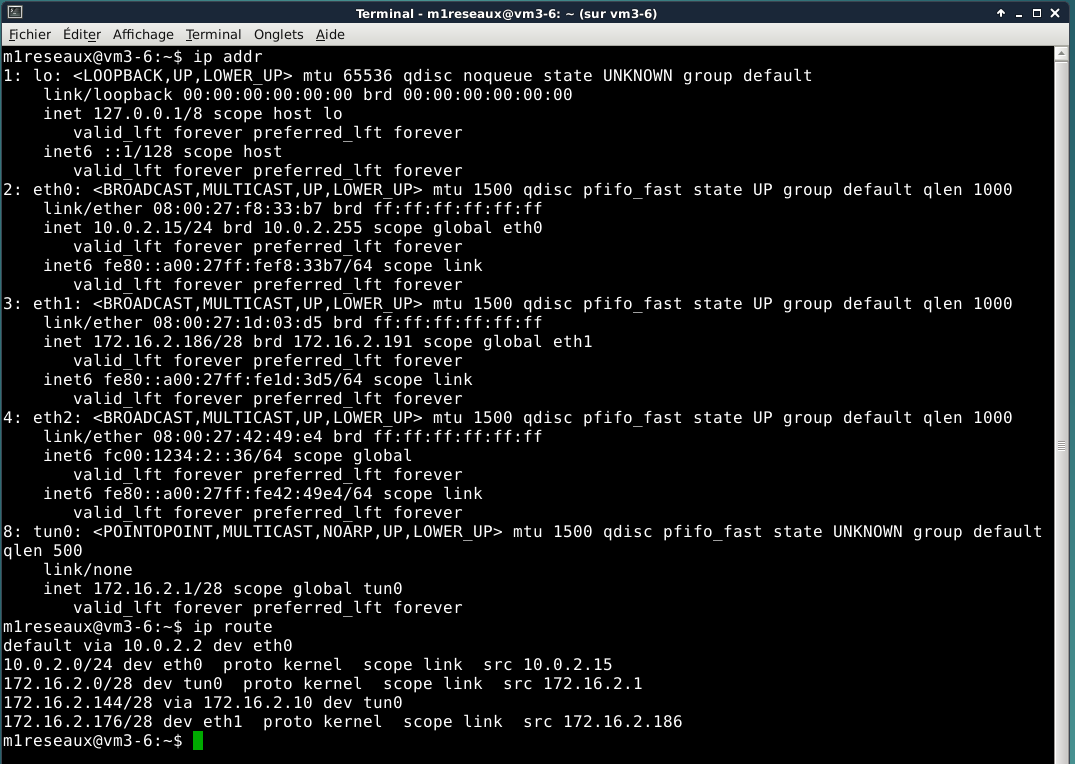 Terminal - m1reseaux@vm3-6: ~ (sur vm3-6)
Fichier Éditer Affichage Terminal Onglets Aide
m1reseaux@vm3-6:~$ ip addr
1: lo: <LOOPBACK,UP,LOWER_UP> mtu 65536 qdisc noqueue state UNKNOWN group default
    link/loopback 00:00:00:00:00:00 brd 00:00:00:00:00:00
    inet 127.0.0.1/8 scope host lo
       valid_lft forever preferred_lft forever
    inet6 ::1/128 scope host
       valid_lft forever preferred_lft forever
2: eth0: <BROADCAST,MULTICAST,UP,LOWER_UP> mtu 1500 qdisc pfifo_fast state UP group default qlen 1000
    link/ether 08:00:27:f8:33:b7 brd ff:ff:ff:ff:ff:ff
    inet 10.0.2.15/24 brd 10.0.2.255 scope global eth0
       valid_lft forever preferred_lft forever
    inet6 fe80::a00:27ff:fef8:33b7/64 scope link
       valid_lft forever preferred_lft forever
3: eth1: <BROADCAST,MULTICAST,UP,LOWER_UP> mtu 1500 qdisc pfifo_fast state UP group default qlen 1000
    link/ether 08:00:27:1d:03:d5 brd ff:ff:ff:ff:ff:ff
    inet 172.16.2.186/28 brd 172.16.2.191 scope global eth1
       valid_lft forever preferred_lft forever
    inet6 fe80::a00:27ff:fe1d:3d5/64 scope link
       valid_lft forever preferred_lft forever
4: eth2: <BROADCAST,MULTICAST,UP,LOWER_UP> mtu 1500 qdisc pfifo_fast state UP group default qlen 1000
    link/ether 08:00:27:42:49:e4 brd ff:ff:ff:ff:ff:ff
    inet6 fc00:1234:2::36/64 scope global
       valid_lft forever preferred_lft forever
    inet6 fe80::a00:27ff:fe42:49e4/64 scope link
       valid_lft forever preferred_lft forever
8: tun0: <POINTOPOINT,MULTICAST,NOARP,UP,LOWER_UP> mtu 1500 qdisc pfifo_fast state UNKNOWN group default
qlen 500
    link/none
    inet 172.16.2.1/28 scope global tun0
       valid_lft forever preferred_lft forever
m1reseaux@vm3-6:~$ ip route
default via 10.0.2.2 dev eth0
10.0.2.0/24 dev eth0  proto kernel  scope link  src 10.0.2.15
172.16.2.0/28 dev tun0  proto kernel  scope link  src 172.16.2.1
172.16.2.144/28 via 172.16.2.10 dev tun0
172.16.2.176/28 dev eth1  proto kernel  scope link  src 172.16.2.186
m1reseaux@vm3-6:~$